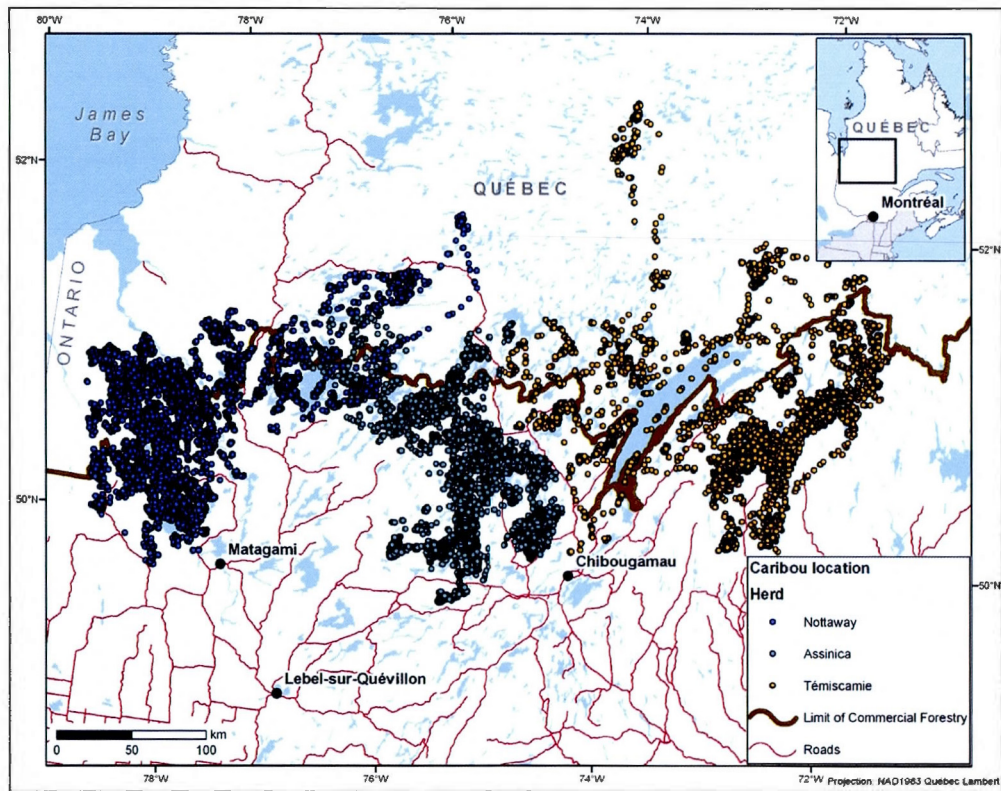 80°W
78°W
76°W
74°W
72°W
James
Bay
52°N
QUÉBEC
QUÉBEC
Montréal
52°N
ONTARIO
50°N
Matagami
Chibougamau
50°N
Lebel-sur-Quévillon
km
0
50
100
Caribou location
Herd
Nottaway
Assinica
Témiscamie
Limit of Commercial Forestry
Roads
78°W
76°W
74°W
72°W
Projection: NAD1983 Québec Lambert